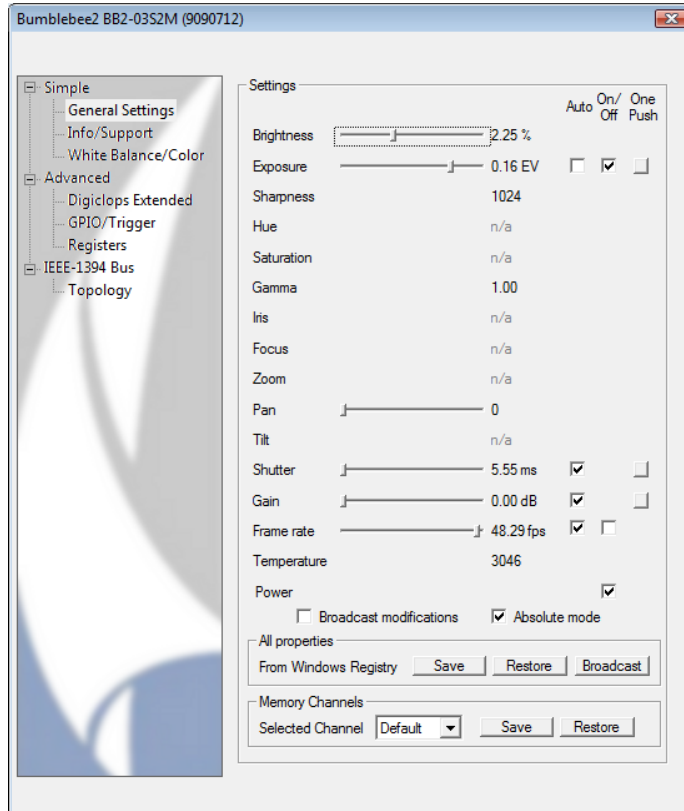 Bumblebee2 BB2-03S2M (9090712)
Simple
General Settings
Info/Support
White Balance/Color
Advanced
Digiclops Extended
GPIO/Trigger
Registers
IEEE-1394 Bus
Topology
Settings
Auto On/Off One Push
Brightness 2.25 %
Exposure 0.16 EV
Sharpness 1024
Hue n/a
Saturation n/a
Gamma 1.00
Iris n/a
Focus n/a
Zoom n/a
Pan 0
Tilt n/a
Shutter 5.55 ms
Gain 0.00 dB
Frame rate 48.29 fps
Temperature 3046
Power
Broadcast modifications Absolute mode
All properties
From Windows Registry Save Restore Broadcast
Memory Channels
Selected Channel Default Save Restore